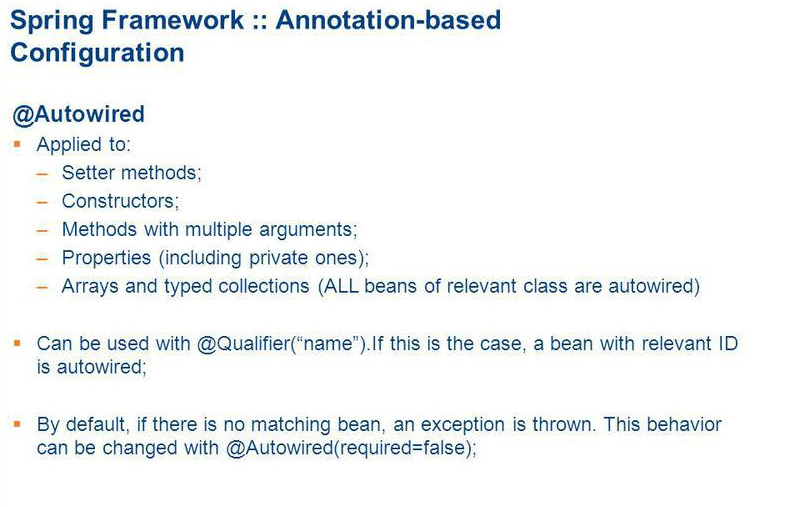 Spring Framework :: Annotation-based
Configuration
@Autowired
▪ Applied to:
– Setter methods;
– Constructors;
– Methods with multiple arguments;
– Properties (including private ones);
– Arrays and typed collections (ALL beans of relevant class are autowired)
▪ Can be used with @Qualifier(“name”).If this is the case, a bean with relevant ID
is autowired;
▪ By default, if there is no matching bean, an exception is thrown. This behavior
can be changed with @Autowired(required=false);